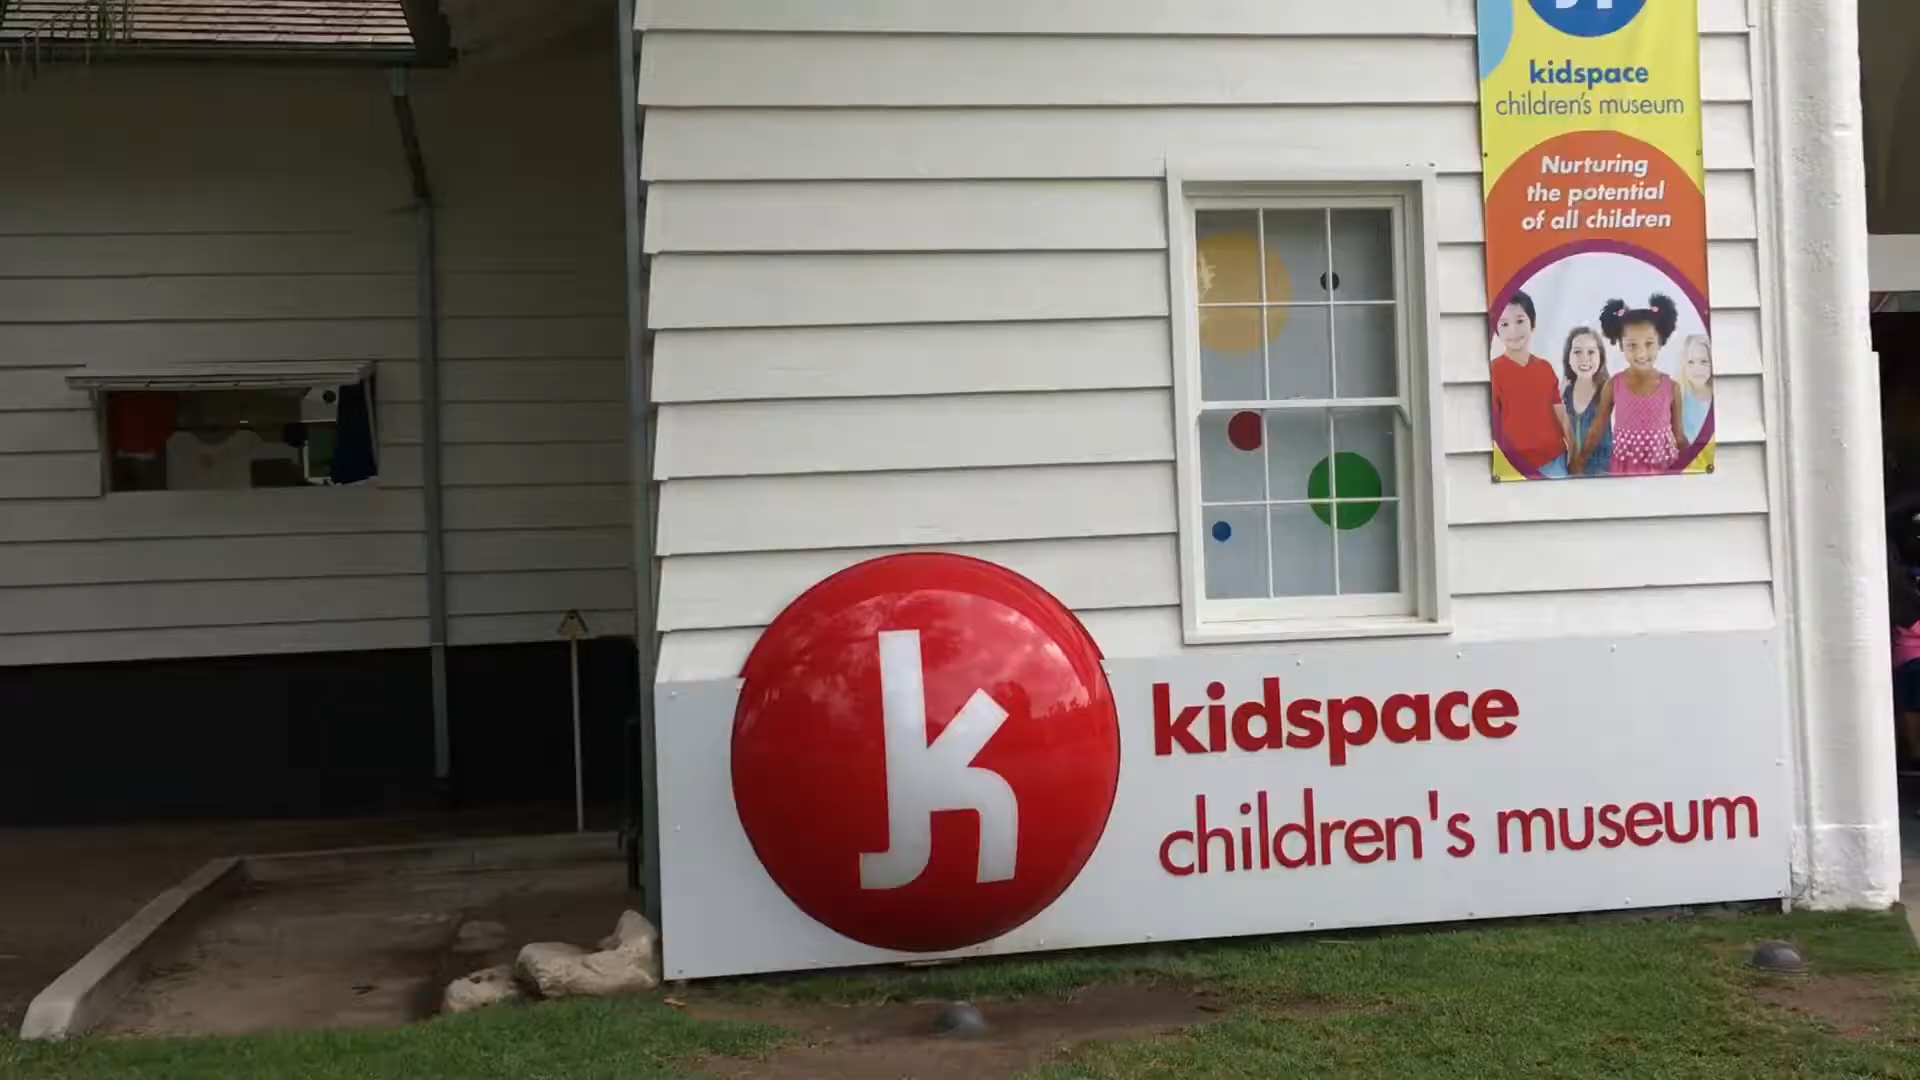 kidspace
children's museum
Nurturing
the potential
of all children
k
kidspace
children's museum